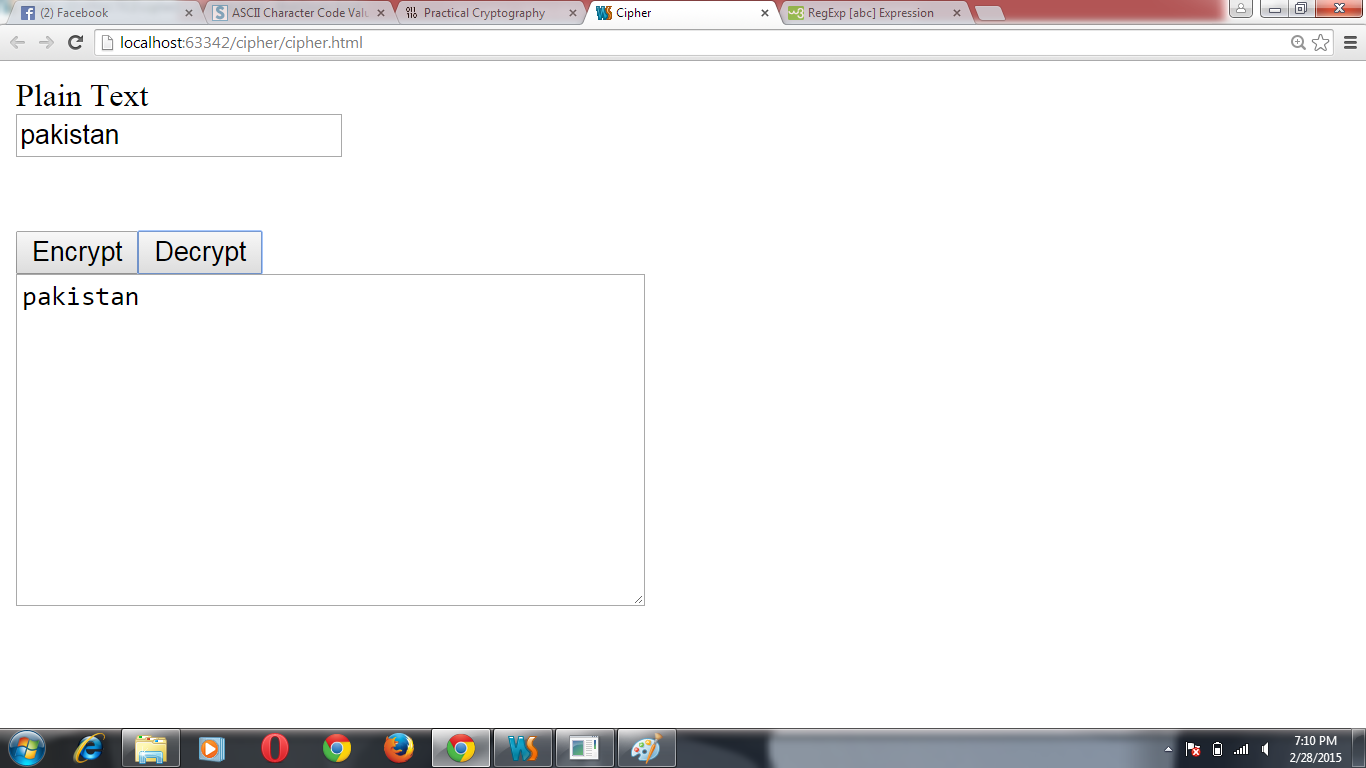 (2) Facebook
ASCII Character Code Valu
Practical Cryptography
Cipher
RegExp [abc] Expression
localhost:63342/cipher/cipher.html
Plain Text
pakistan
Encrypt Decrypt
pakistan
7:10 PM
2/28/2015